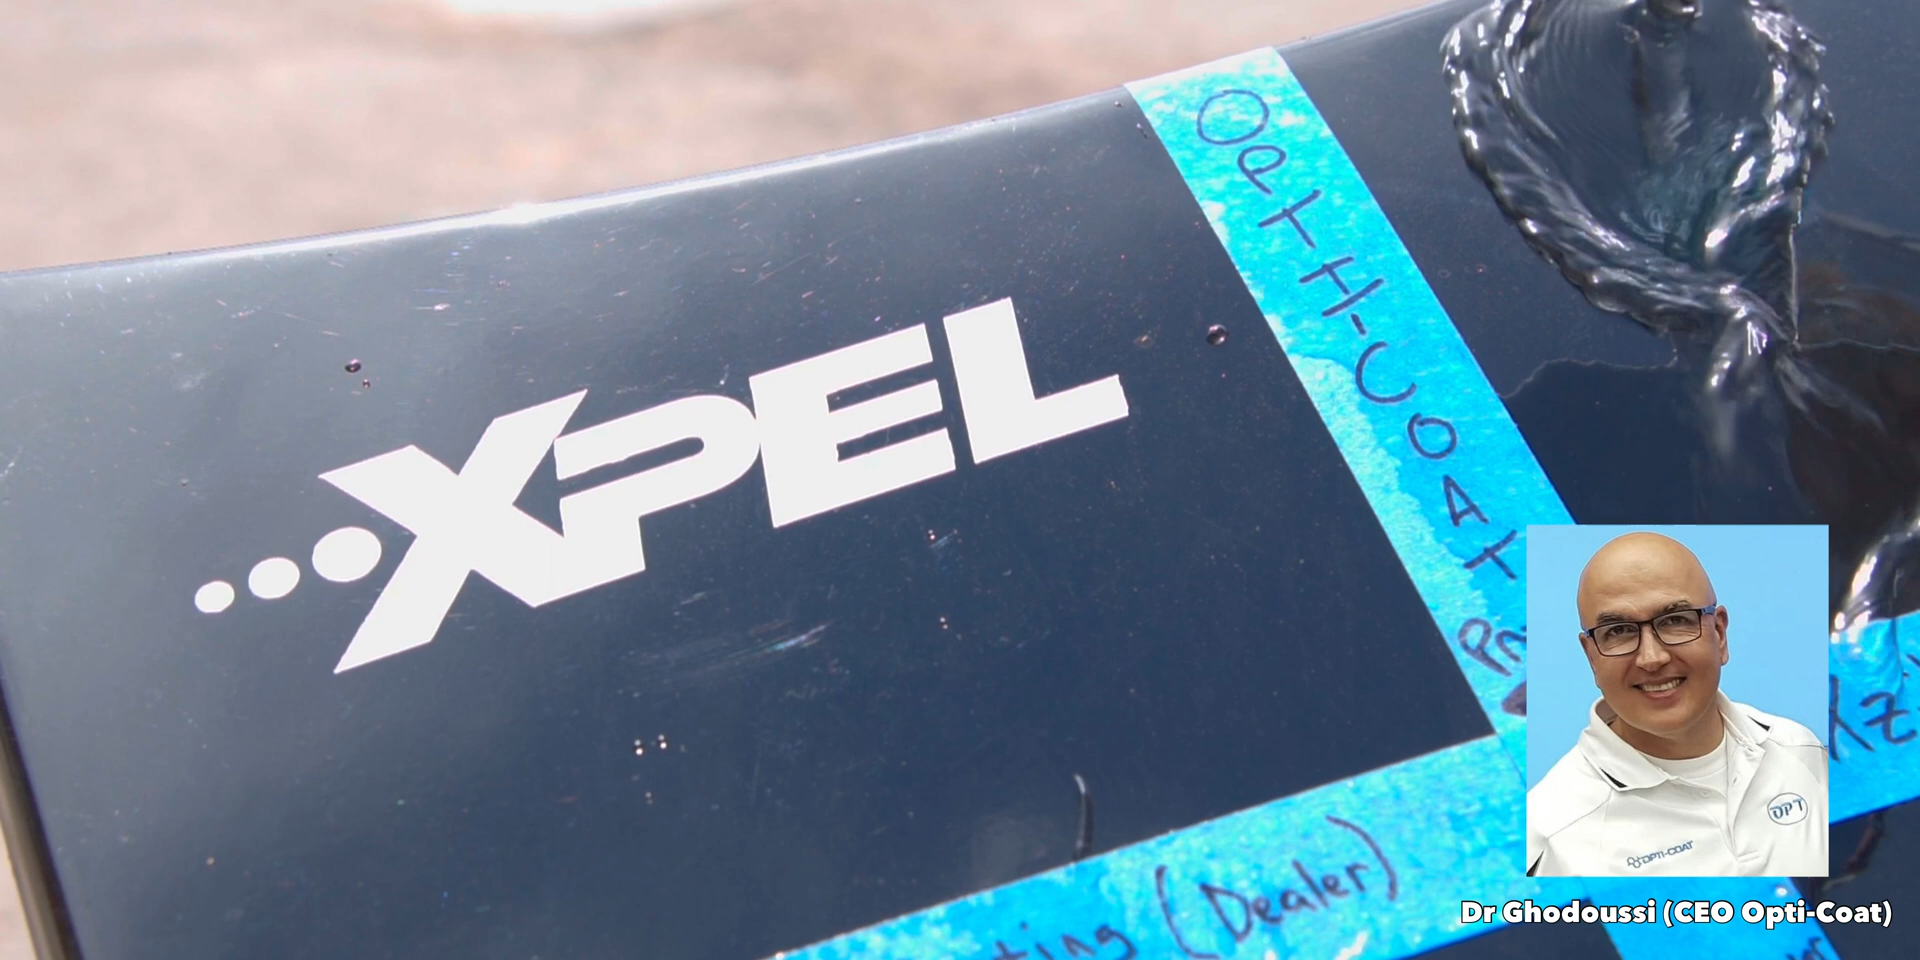 XPEL
OPTI-COAT
(Dealer)
OPT
OPTI-COAT
Dr Ghodoussi (CEO Opti-Coat)